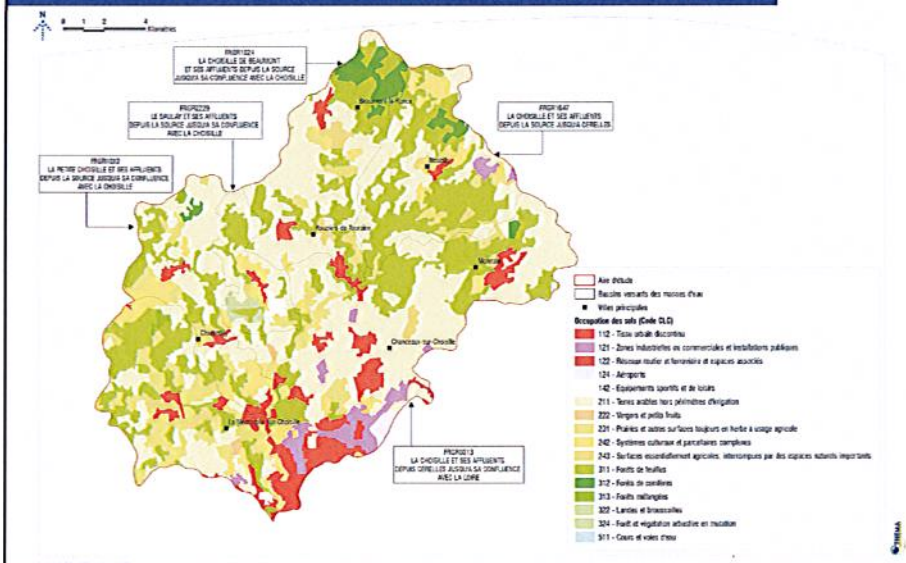 N
0 1 2 4
Kilomètres
FRGR1024
LA CHOISILLE DE BEAUMONT
ET SES AFFLUENTS DEPUIS LA SOURCE
JUSQU'A SA CONFLUENCE AVEC LA CHOISILLE
FRGR2229
LE SAULAY ET SES AFFLUENTS
DEPUIS LA SOURCE JUSQU'A SA CONFLUENCE
AVEC LA CHOISILLE
LA PETITE CHOISILLE ET SES AFFLUENTS
DEPUIS LA SOURCE JUSQU'A SA CONFLUENCE
AVEC LA CHOISILLE
FRGR1647
LA CHOISILLE ET SES AFFLUENTS
DEPUIS LA SOURCE JUSQU'A CERELLES
Beaumont-la-Ronce
Nouzilly
Rouziers de Touraine
Monnaie
Charentilly
Chanceaux-sur-Choisille
La Membrolle-sur-Choisille
LA CHOISILLE ET SES AFFLUENTS
DEPUIS CERELLES JUSQU'A SA CONFLUENCE
AVEC LA LOIRE
Aire d'étude
Bassins versants des masses d'eau
Villes principales
Occupation des sols (Code CLC)
112 - Tissu urbain discontinu
121 - Zones industrielles ou commerciales et installations publiques
122 - Réseaux routier et ferroviaire et espaces associés
124 - Aéroports
142 - Equipements sportifs et de loisirs
211 - Terres arables hors périmètres d'irrigation
222 - Vergers et petits fruits
231 - Prairies et autres surfaces toujours en herbe à usage agricole
242 - Systèmes culturaux et parcellaires complexes
243 - Surfaces essentiellement agricoles, interrompues par des espaces naturels importants
311 - Forêts de feuillus
312 - Forêts de conifères
313 - Forêts mélangées
322 - Landes et broussailles
324 - Forêt et végétation arbustive en mutation
511 - Cours et voies d'eau
THEMA